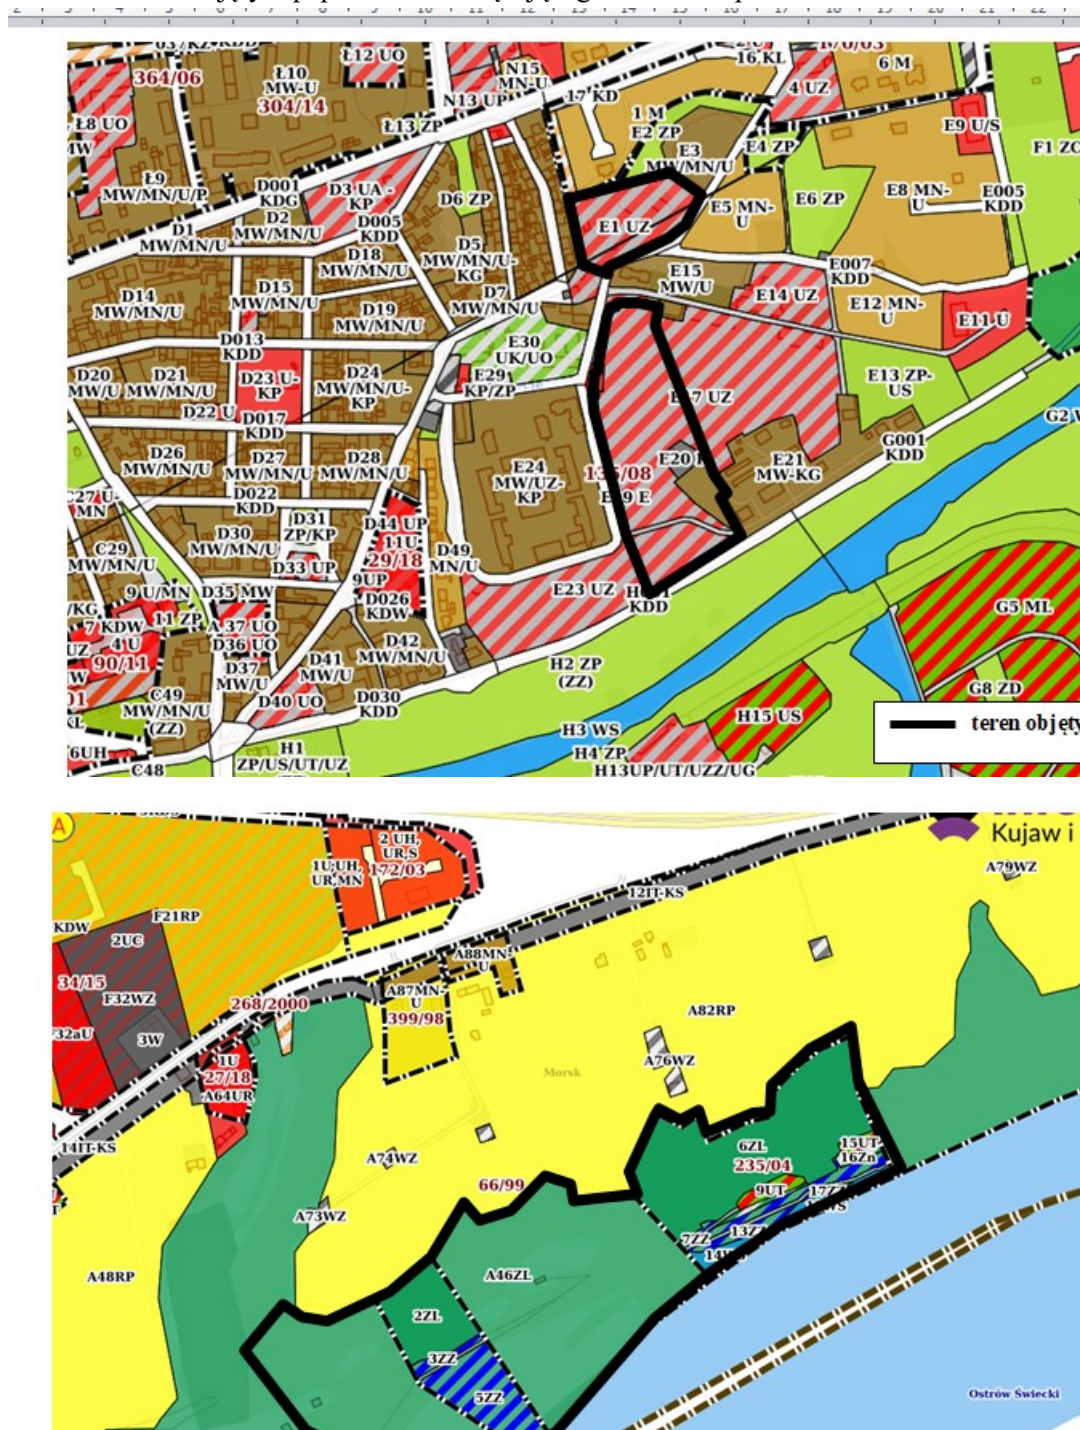 364/06
Ł10
MW-U
304/14
Ł12 UO
N15
MN-U
N13 UP
16 KL
170/03
6 M
4 UZ
17 KD
1 M
E2 ZP
Ł8 UO
Ł13 ZP
E9 U/S
E3
MW/MN/U
E4 ZP
F1 ZC
Ł9
MW/MN/U/P
D001
KDG
D3 UA -
KP
D6 ZP
E5 MN-
U
E6 ZP
E8 MN-
U
E005
KDD
D1
MW/MN/U
D2
MW/MN/U
D005
KDD
E1 UZ
D18
MW/MN/U
D5
MW/MN/U-
KG
E15
MW/U
E007
KDD
D14
MW/MN/U
D15
MW/MN/U
D19
MW/MN/U
D7
MW/MN/U
E14 UZ
E12 MN-
U
E11 U
D013
KDD
E30
UK/UO
D20
MW/U
D21
MW/MN/U
D23 U-
KP
D24
MW/MN/U-
KP
E29
KP/ZP
E13 ZP-
US
D22 U
D017
KDD
G001
KDD
D26
MW/MN/U
D27
MW/MN/U
D28
MW/MN/U
E24
MW/UZ-
KP
E21
MW-KG
D022
KDD
C27 U-
MN
D30
MW/MN/U
D31
ZP/KP
D44 UP
11U
29/18
C29
MW/MN/U
D33 UP
D49
MN/U
9 U/MN
D35 MW
9UP
D026
KDW
E23 UZ
KDD
G5 ML
7 KDW
4U
90/11
11 ZP
A 37 UO
D36 UO
D37
MW/U
D41
MW/U
D42
MW/MN/U
H2 ZP
(ZZ)
G8 ZD
C49
MW/MN/U
(ZZ)
D40 UO
D030
KDD
H15 US
teren objęty
H3 WS
H4 ZP
H1
ZP/US/UT/UZ
H13UP/UT/UZZ/UG
C48
A
2 UH,
UR,S
172/03
1U,UH,
UR,MN
Kujaw i
A79WZ
12IT-KS
KDW
F21RP
2UC
A88MN-
U
34/15
F32WZ
A87MN-
U
399/98
268/2000
A82RP
F32aU
3W
1U
27/18
A64UR
Morsk
A76WZ
14IT-KS
A74WZ
6ZL
235/04
15UT
16Zn
66/99
9UT
A73WZ
13ZZ
7ZZ
A48RP
A46ZL
2ZL
3ZZ
5ZZ
Ostrów Świecki